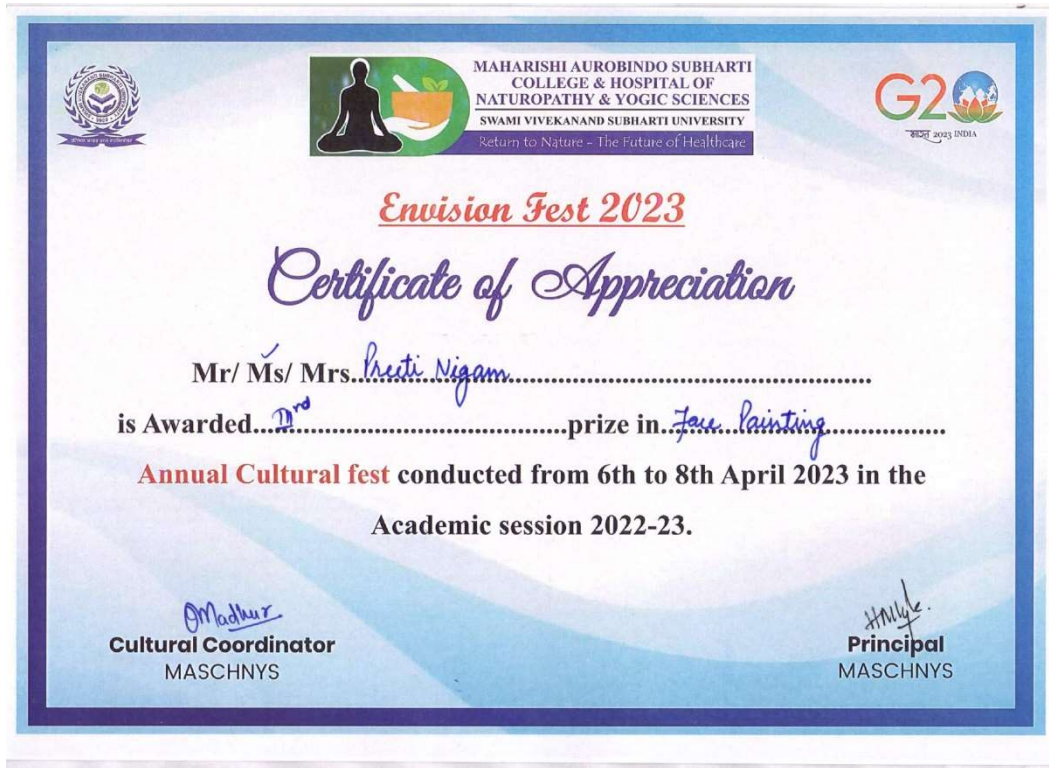 MAHARISHI AUROBINDO SUBHARTI
COLLEGE & HOSPITAL OF
NATUROPATHY & YOGIC SCIENCES
SWAMI VIVEKANAND SUBHARTI UNIVERSITY
Return to Nature - The Future of Healthcare
G20
भारत 2023 INDIA
Envision Fest 2023
Certificate of Appreciation
Mr/ Ms/ Mrs...Preeti Nigam...
is Awarded...IIIrd...prize in...Face Painting...
Annual Cultural fest conducted from 6th to 8th April 2023 in the
Academic session 2022-23.
Cultural Coordinator
MASCHNYS
Principal
MASCHNYS